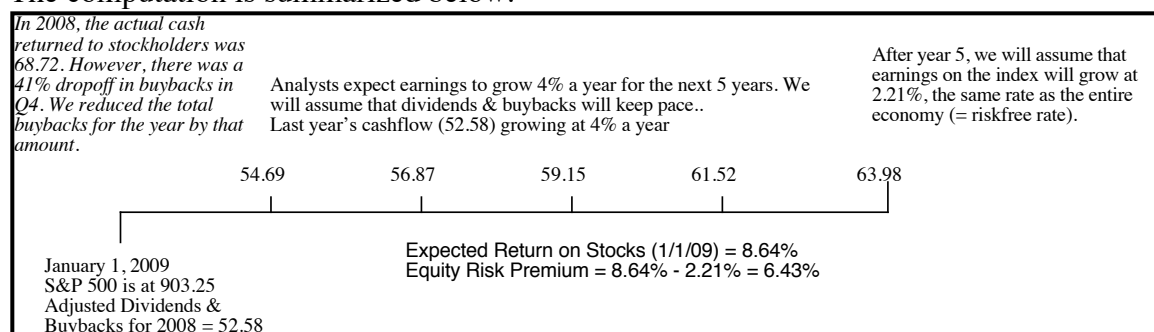 The computation is summarized below:
In 2008, the actual cash
returned to stockholders was
68.72. However, there was a
41% dropoff in buybacks in
Q4. We reduced the total
buybacks for the year by that
amount.
Analysts expect earnings to grow 4% a year for the next 5 years. We
will assume that dividends & buybacks will keep pace..
Last year's cashflow (52.58) growing at 4% a year
After year 5, we will assume that
earnings on the index will grow at
2.21%, the same rate as the entire
economy (= riskfree rate).
54.69 56.87 59.15 61.52 63.98
January 1, 2009
S&P 500 is at 903.25
Adjusted Dividends &
Buybacks for 2008 = 52.58
Expected Return on Stocks (1/1/09) = 8.64%
Equity Risk Premium = 8.64% - 2.21% = 6.43%